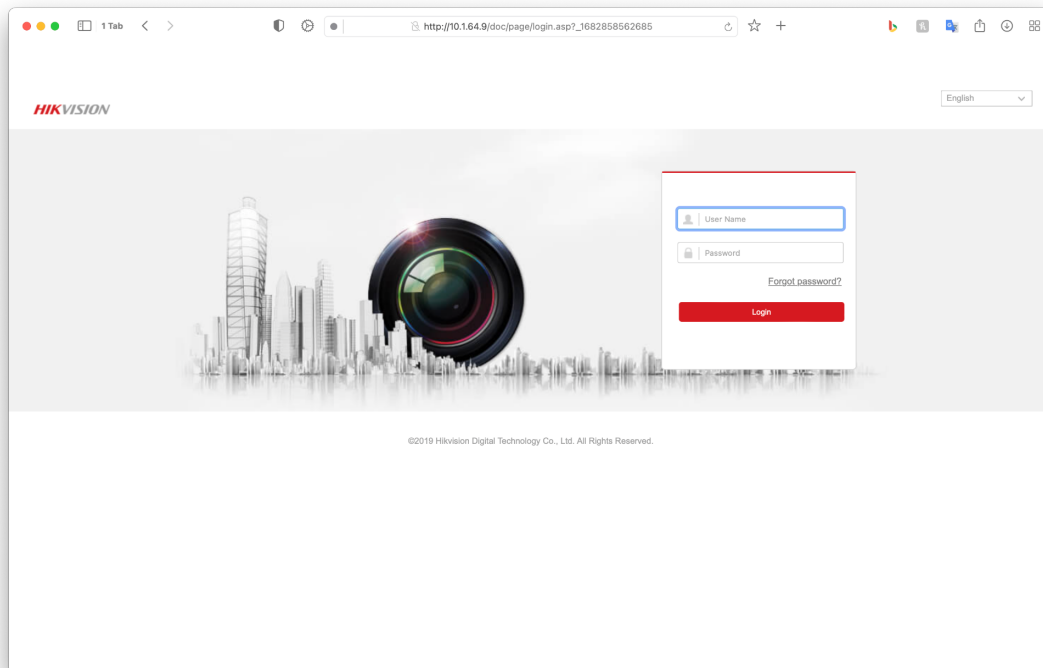 1 Tab
http://10.1.64.9/doc/page/login.asp?_1682858562685
HIKVISION
English
User Name
Password
Forgot password?
Login
©2019 Hikvision Digital Technology Co., Ltd. All Rights Reserved.